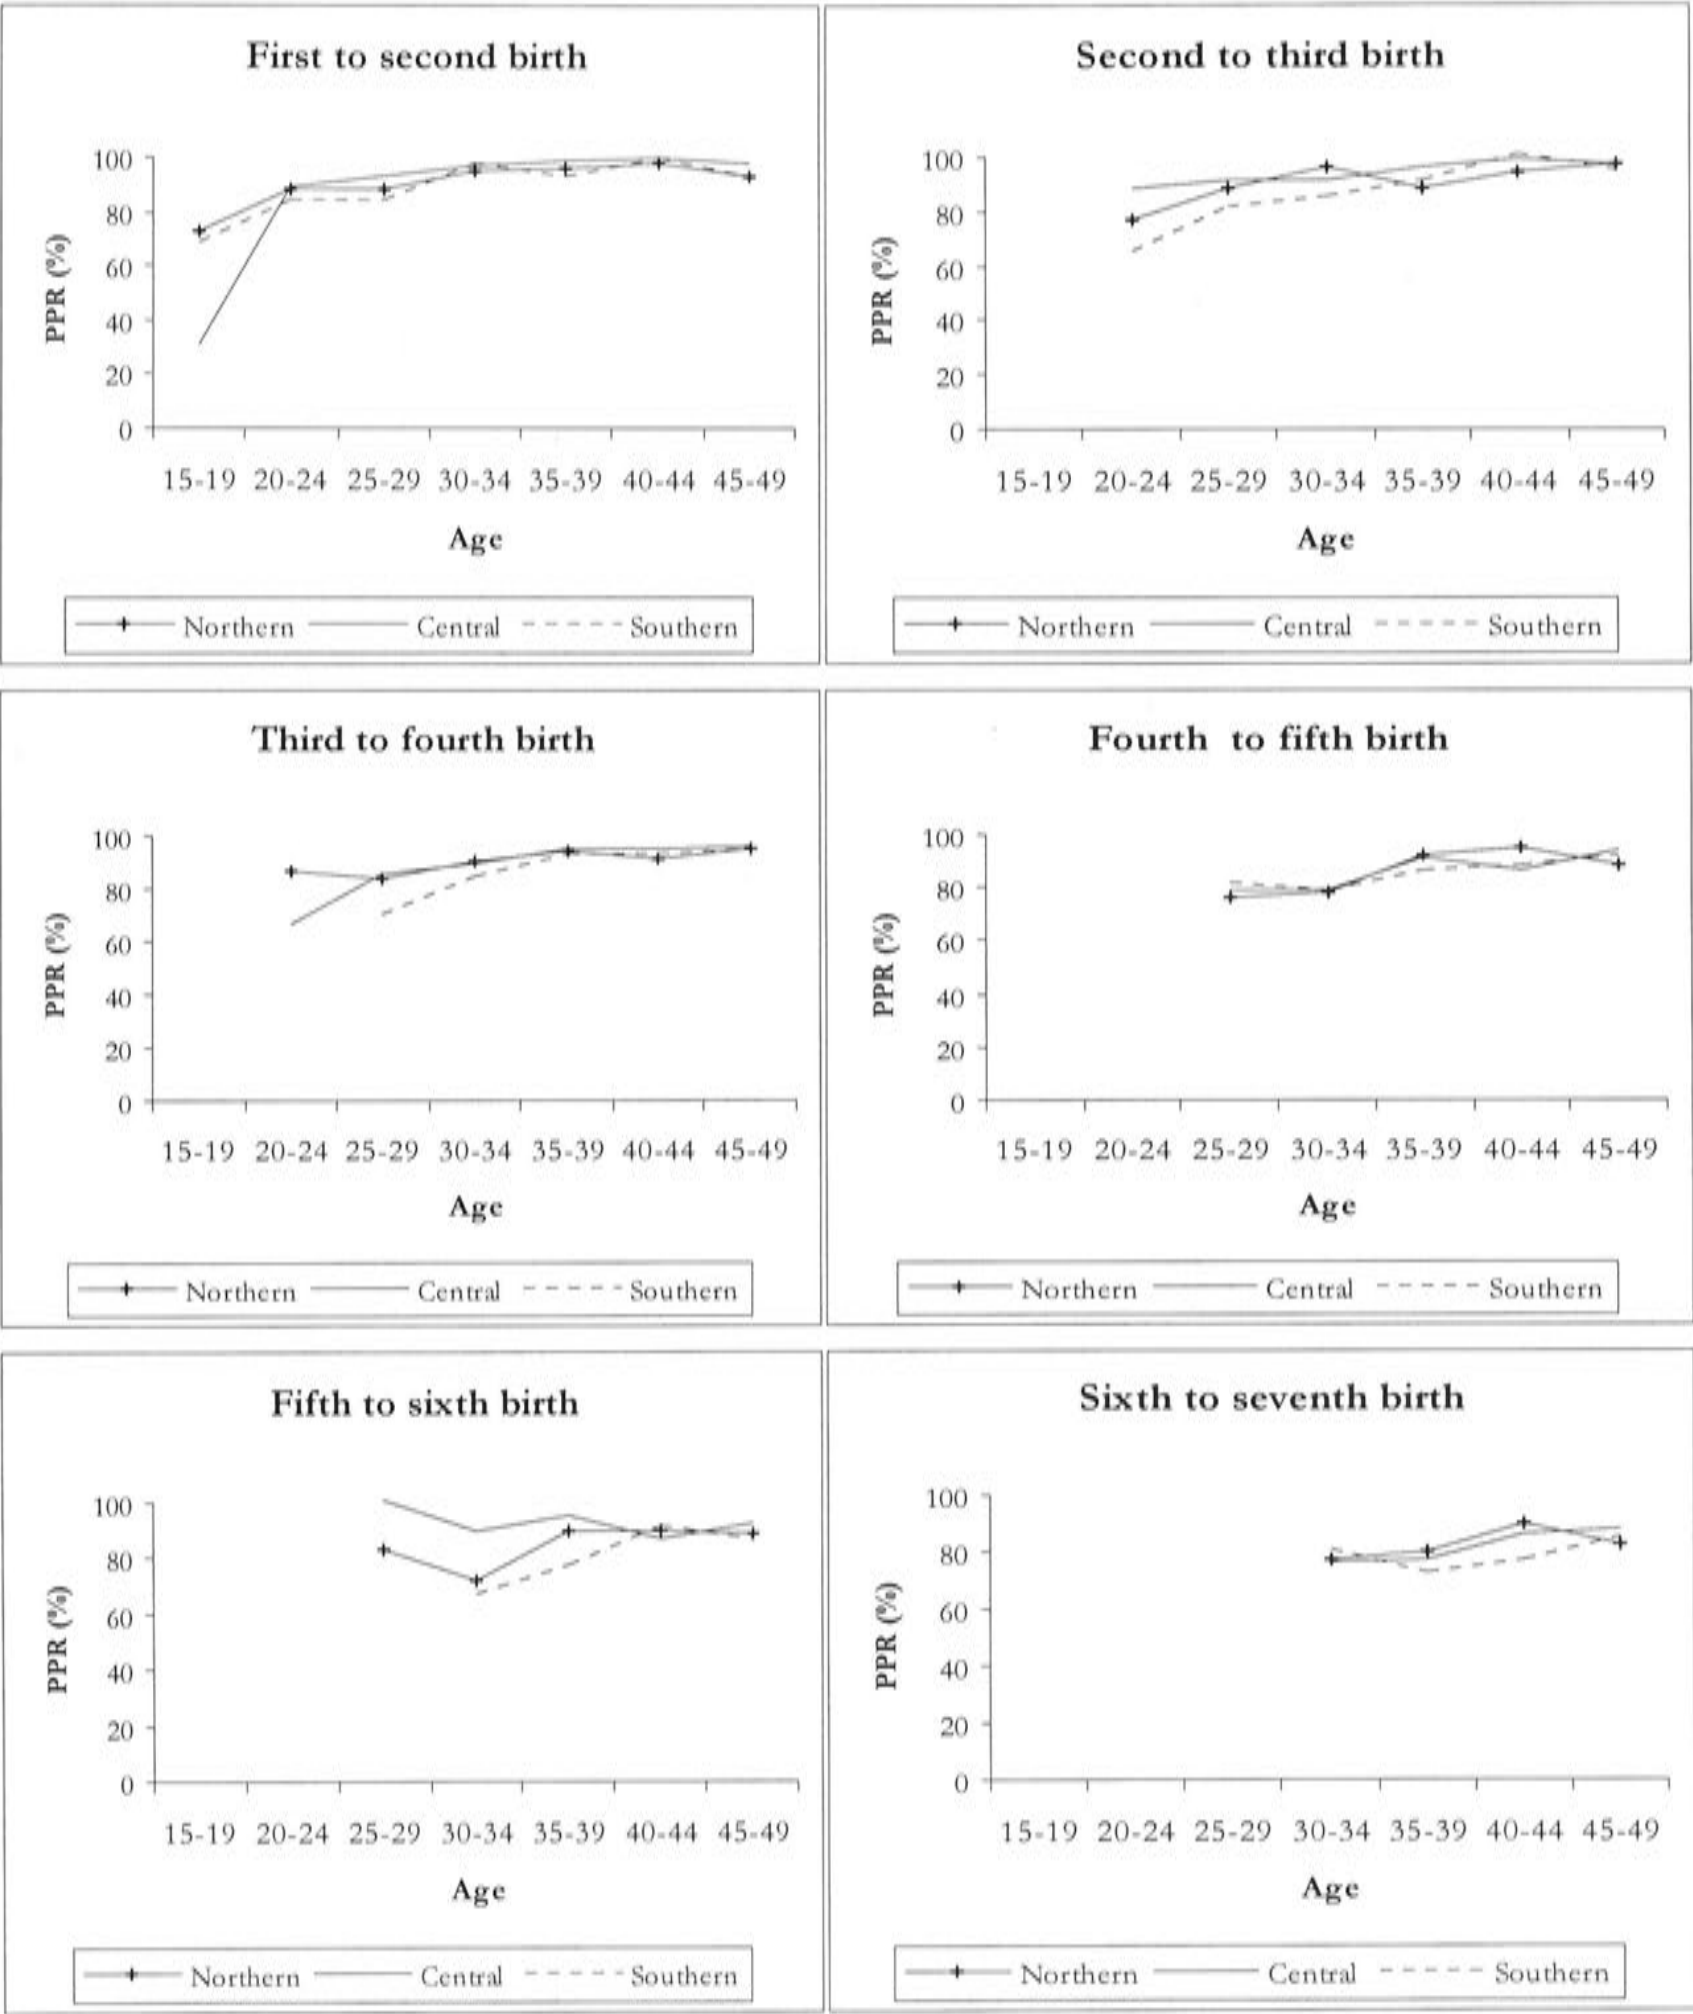 First to second birth
PPR (%)
100
80
60
40
20
0
15-19 20-24 25-29 30-34 35-39 40-44 45-49
Age
Northern Central Southern
Second to third birth
PPR (%)
100
80
60
40
20
0
15-19 20-24 25-29 30-34 35-39 40-44 45-49
Age
Northern Central Southern
Third to fourth birth
PPR (%)
100
80
60
40
20
0
15-19 20-24 25-29 30-34 35-39 40-44 45-49
Age
Northern Central Southern
Fourth to fifth birth
PPR (%)
100
80
60
40
20
0
15-19 20-24 25-29 30-34 35-39 40-44 45-49
Age
Northern Central Southern
Fifth to sixth birth
PPR (%)
100
80
60
40
20
0
15-19 20-24 25-29 30-34 35-39 40-44 45-49
Age
Northern Central Southern
Sixth to seventh birth
PPR (%)
100
80
60
40
20
0
15-19 20-24 25-29 30-34 35-39 40-44 45-49
Age
Northern Central Southern